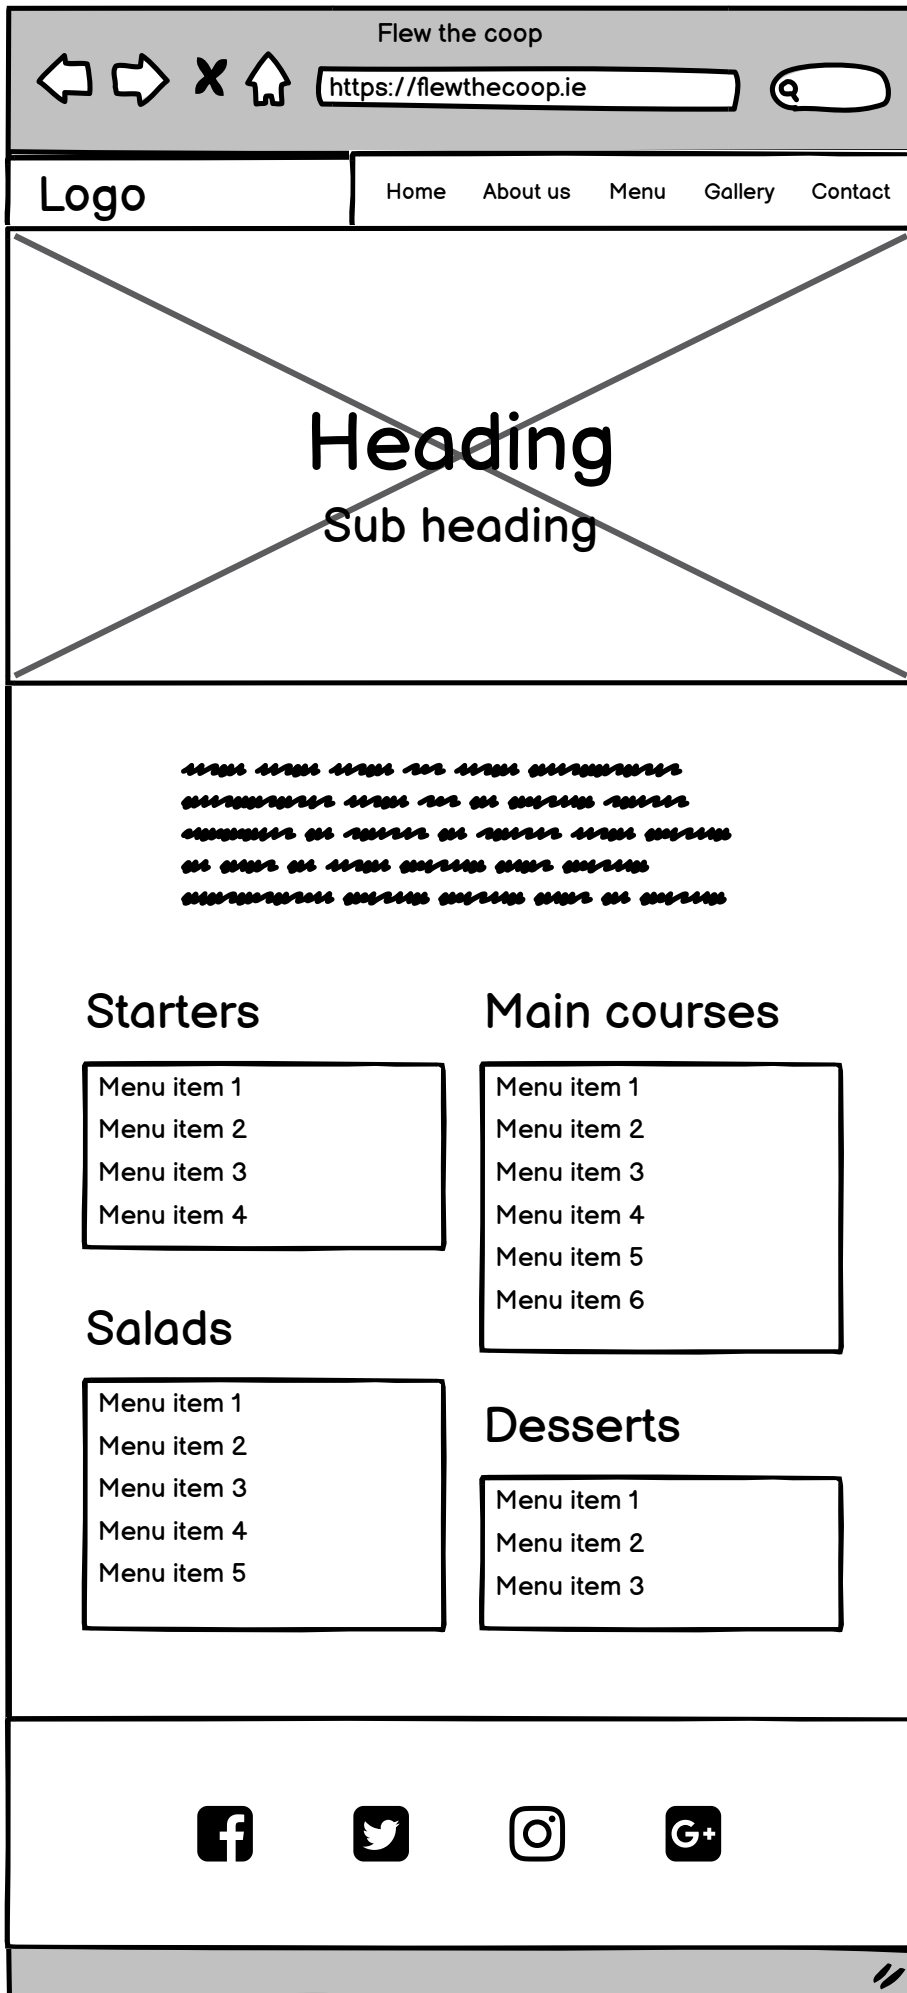 Flew the coop
https://flewthecoop.ie
Logo
Home About us Menu Gallery Contact
Heading
Sub heading
Starters
Menu item 1
Menu item 2
Menu item 3
Menu item 4
Salads
Menu item 1
Menu item 2
Menu item 3
Menu item 4
Menu item 5
Main courses
Menu item 1
Menu item 2
Menu item 3
Menu item 4
Menu item 5
Menu item 6
Desserts
Menu item 1
Menu item 2
Menu item 3